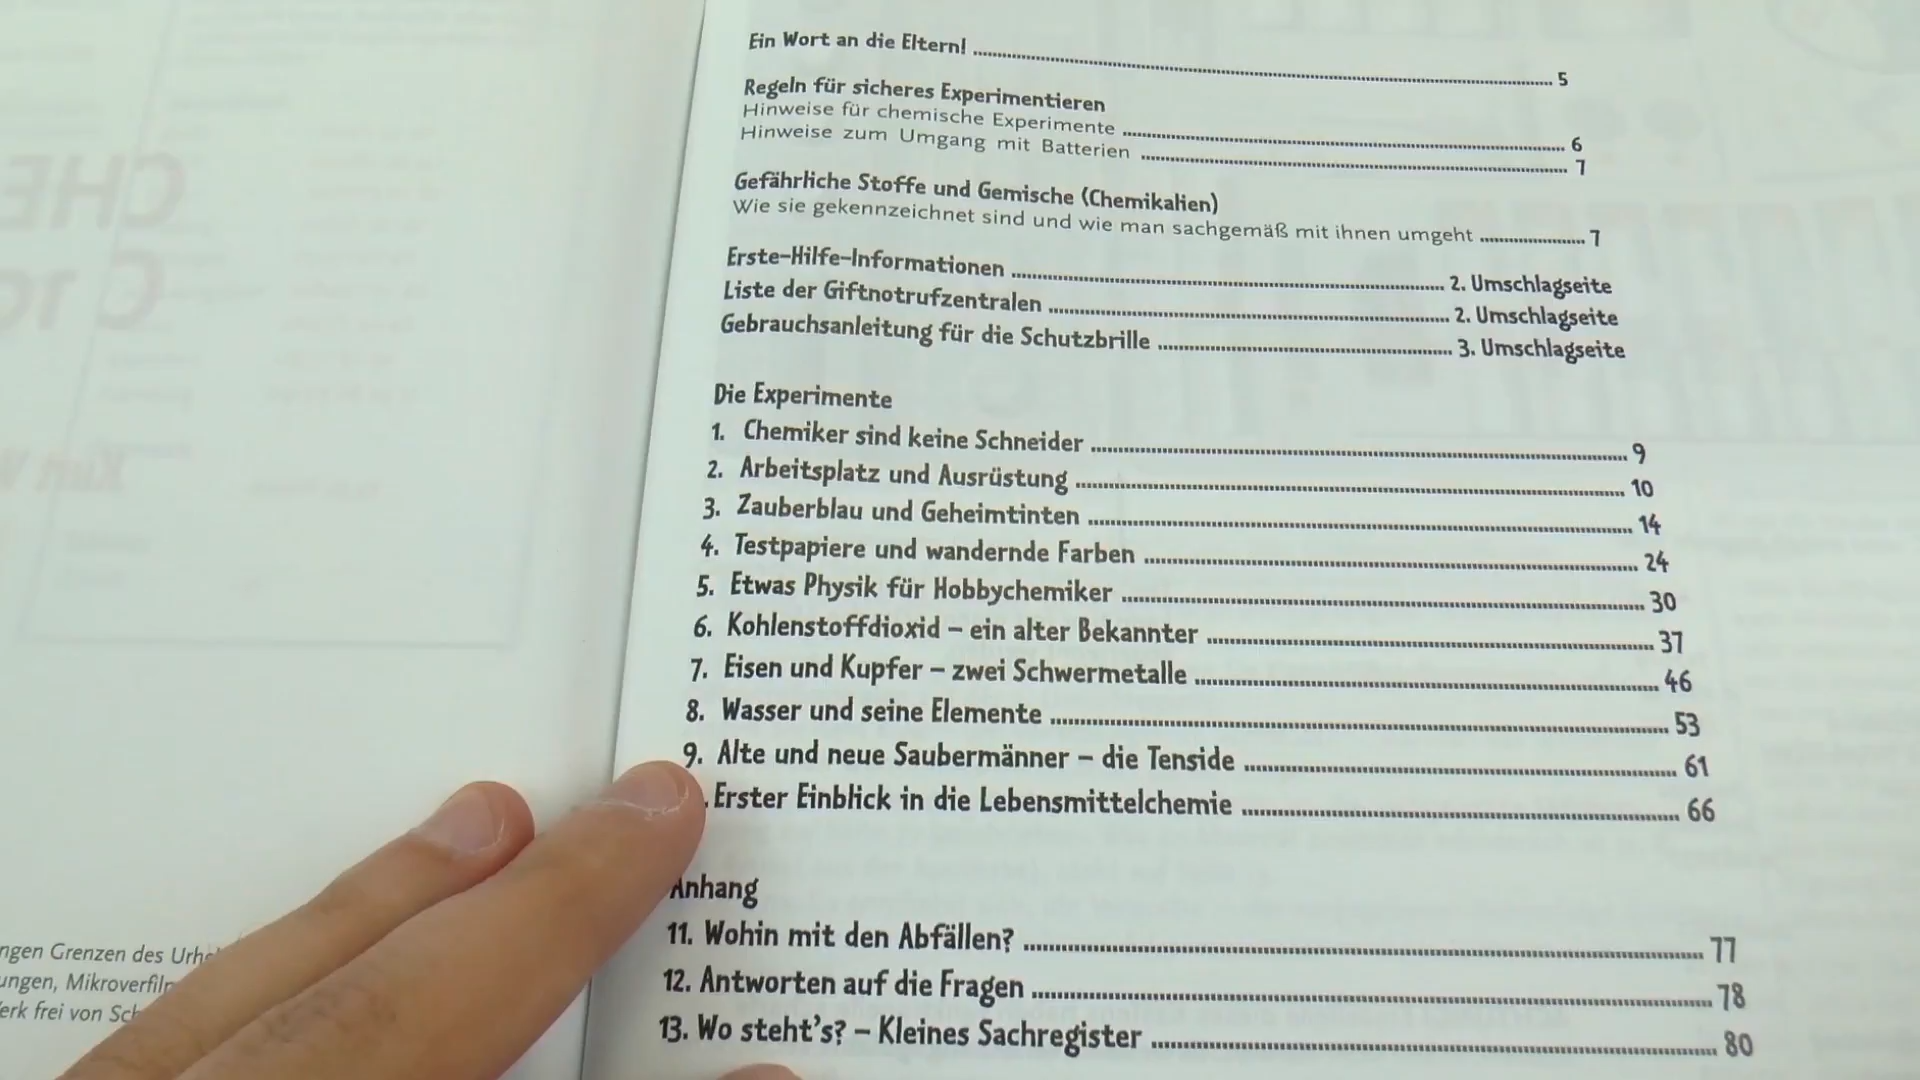 Ein Wort an die Eltern! 5
Regeln für sicheres Experimentieren
Hinweise für chemische Experimente 6
Hinweise zum Umgang mit Batterien 7
Gefährliche Stoffe und Gemische (Chemikalien)
Wie sie gekennzeichnet sind und wie man sachgemäß mit ihnen umgeht 7
Erste-Hilfe-Informationen 2. Umschlagseite
Liste der Giftnotrufzentralen 2. Umschlagseite
Gebrauchsanleitung für die Schutzbrille 3. Umschlagseite
Die Experimente
1. Chemiker sind keine Schneider 9
2. Arbeitsplatz und Ausrüstung 10
3. Zauberblau und Geheimtinten 14
4. Testpapiere und wandernde Farben 24
5. Etwas Physik für Hobbychemiker 30
6. Kohlenstoffdioxid – ein alter Bekannter 37
7. Eisen und Kupfer – zwei Schwermetalle 46
8. Wasser und seine Elemente 53
9. Alte und neue Saubermänner – die Tenside 61
. Erster Einblick in die Lebensmittelchemie 66
Anhang
11. Wohin mit den Abfällen? 77
12. Antworten auf die Fragen 78
13. Wo steht's? – Kleines Sachregister 80
ngen Grenzen des Urhe
ungen, Mikroverfilm
erk frei von Sch